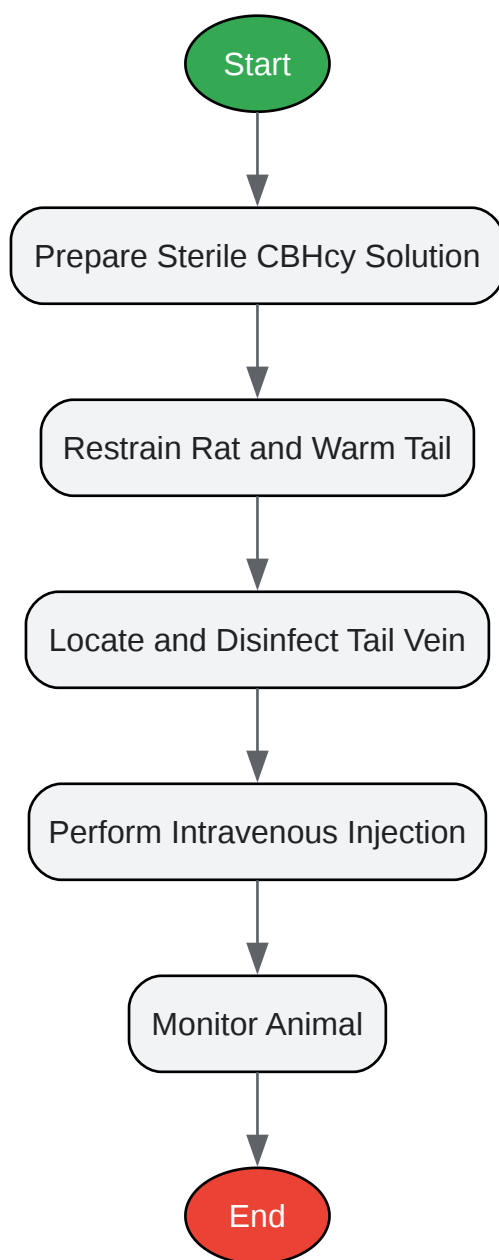 Start
Prepare Sterile CBHcy Solution
Restrain Rat and Warm Tail
Locate and Disinfect Tail Vein
Perform Intravenous Injection
Monitor Animal
End